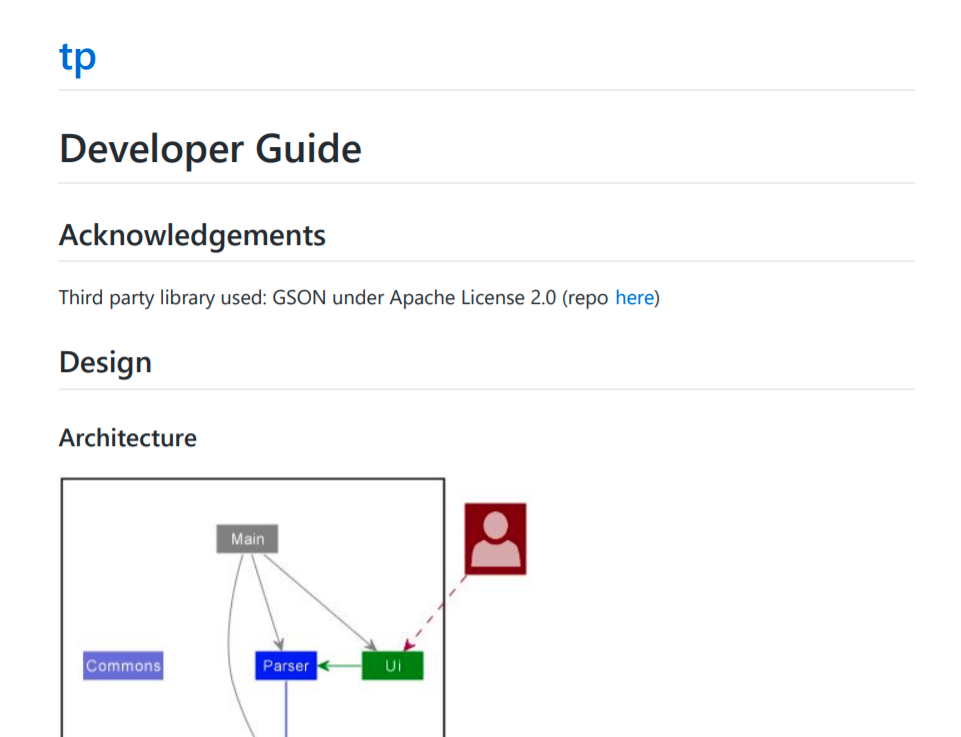 tp
Developer Guide
Acknowledgements
Third party library used: GSON under Apache License 2.0 (repo here)
Design
Architecture
Main
Commons
Parser
Ui